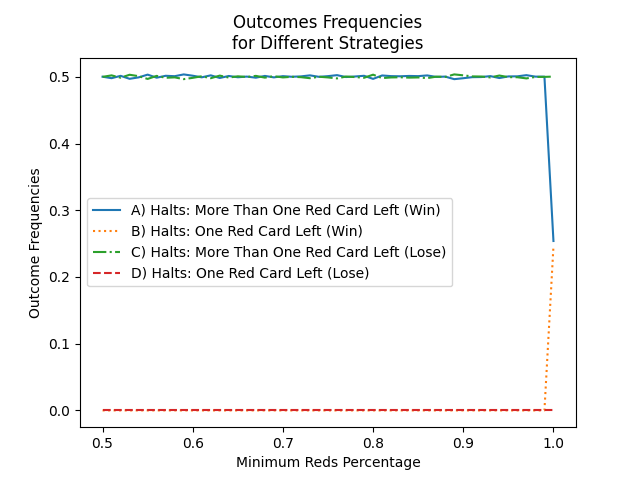 Outcomes Frequencies
for Different Strategies
0.5
0.4
0.3
0.2
0.1
0.0
Outcome Frequencies
A) Halts: More Than One Red Card Left (Win)
B) Halts: One Red Card Left (Win)
C) Halts: More Than One Red Card Left (Lose)
D) Halts: One Red Card Left (Lose)
0.5 0.6 0.7 0.8 0.9 1.0
Minimum Reds Percentage